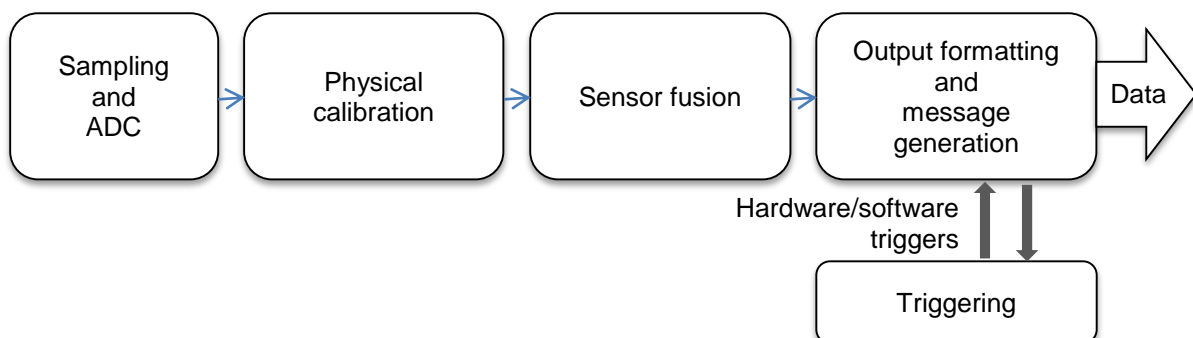 Sampling
and
ADC
Physical
calibration
Sensor fusion
Output formatting
and
message
generation
Data
Hardware/software
triggers
Triggering